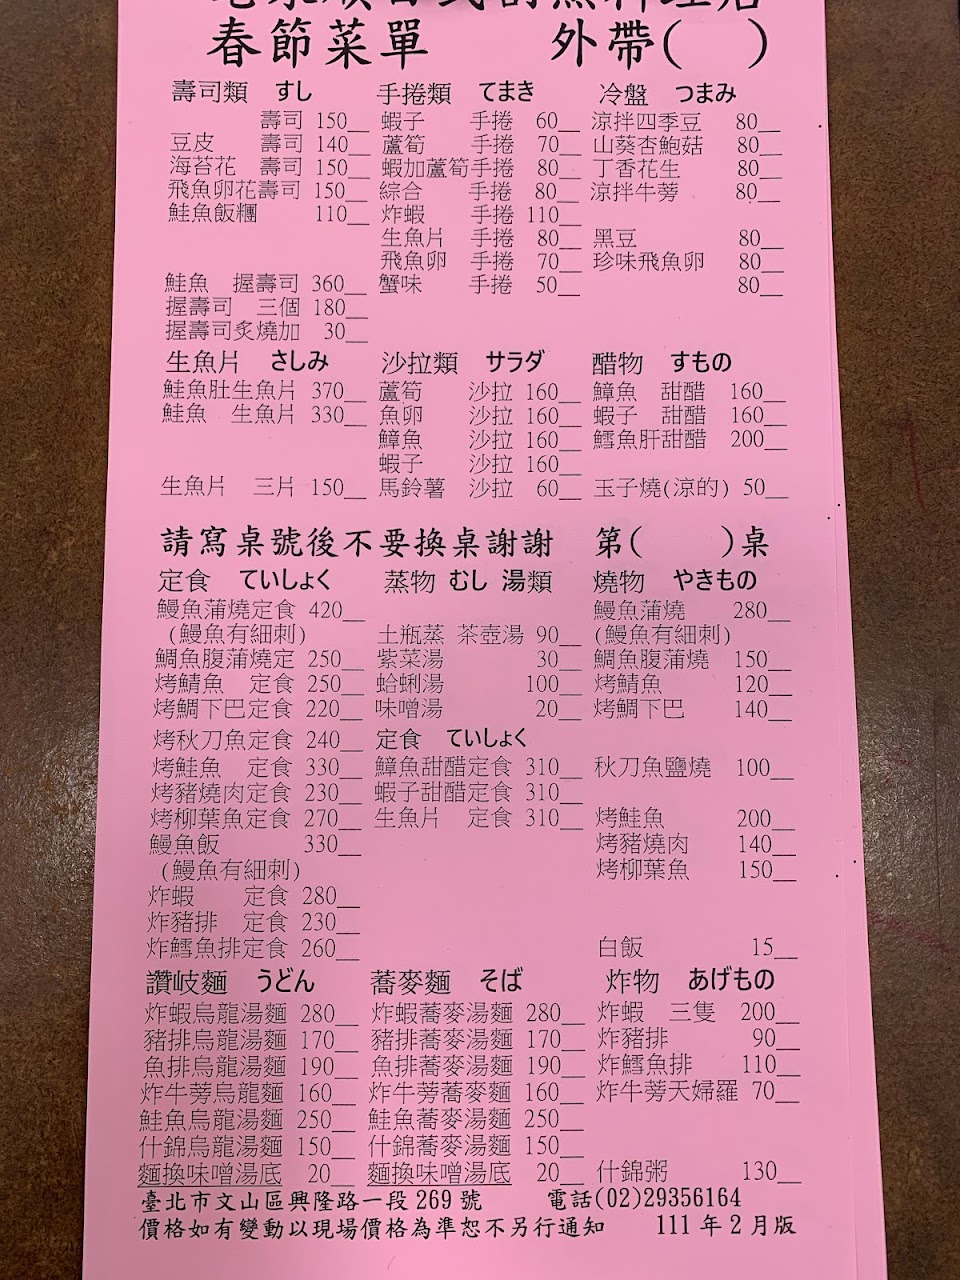 春節菜單 外帶( )
壽司類 すし 手捲類 てまき 冷盤 つまみ
壽司 150__ 蝦子 手捲 60__ 涼拌四季豆 80__
豆皮 壽司 140__ 蘆筍 手捲 70__ 山葵杏鮑菇 80__
海苔花 壽司 150__ 蝦加蘆筍手捲 80__ 丁香花生 80__
飛魚卵花壽司 150__ 綜合 手捲 80__ 涼拌牛蒡 80__
鮭魚飯糰 110__ 炸蝦 手捲 110__
生魚片 手捲 80__ 黑豆 80__
飛魚卵 手捲 70__ 珍味飛魚卵 80__
鮭魚 握壽司 360__ 蟹味 手捲 50__ 80__
握壽司 三個 180__
握壽司炙燒加 30__
生魚片 さしみ 沙拉類 サラダ 醋物 すもの
鮭魚肚生魚片 370__ 蘆筍 沙拉 160__ 鱆魚 甜醋 160__
鮭魚 生魚片 330__ 魚卵 沙拉 160__ 蝦子 甜醋 160__
鱆魚 沙拉 160__ 鱈魚肝甜醋 200__
蝦子 沙拉 160__
生魚片 三片 150__ 馬鈴薯 沙拉 60__ 玉子燒(涼的) 50__
請寫桌號後不要換桌謝謝 第( )桌
定食 ていしょく 蒸物 むし 湯類 燒物 やきもの
鰻魚蒲燒定食 420__ 鰻魚蒲燒 280__
(鰻魚有細刺) 土瓶蒸 茶壺湯 90__ (鰻魚有細刺)
鯛魚腹蒲燒定 250__ 紫菜湯 30__ 鯛魚腹蒲燒 150__
烤鯖魚 定食 250__ 蛤蜊湯 100__ 烤鯖魚 120__
烤鯛下巴定食 220__ 味噌湯 20__ 烤鯛下巴 140__
烤秋刀魚定食 240__ 定食 ていしょく
烤鮭魚 定食 330__ 鱆魚甜醋定食 310__ 秋刀魚鹽燒 100__
烤豬燒肉定食 230__ 蝦子甜醋定食 310__
烤柳葉魚定食 270__ 生魚片 定食 310__ 烤鮭魚 200__
鰻魚飯 330__ 烤豬燒肉 140__
(鰻魚有細刺) 烤柳葉魚 150__
炸蝦 定食 280__
炸豬排 定食 230__
炸鱈魚排定食 260__ 白飯 15__
讚岐麵 うどん 蕎麥麵 そば 炸物 あげもの
炸蝦烏龍湯麵 280__ 炸蝦蕎麥湯麵 280__ 炸蝦 三隻 200__
豬排烏龍湯麵 170__ 豬排蕎麥湯麵 170__ 炸豬排 90__
魚排烏龍湯麵 190__ 魚排蕎麥湯麵 190__ 炸鱈魚排 110__
炸牛蒡烏龍麵 160__ 炸牛蒡蕎麥麵 160__ 炸牛蒡天婦羅 70__
鮭魚烏龍湯麵 250__ 鮭魚蕎麥湯麵 250__
什錦烏龍湯麵 150__ 什錦蕎麥湯麵 150__
麵換味噌湯底 20__ 麵換味噌湯底 20__ 什錦粥 130__
臺北市文山區興隆路一段 269 號 電話(02)29356164
價格如有變動以現場價格為準恕不另行通知 111 年 2 月版